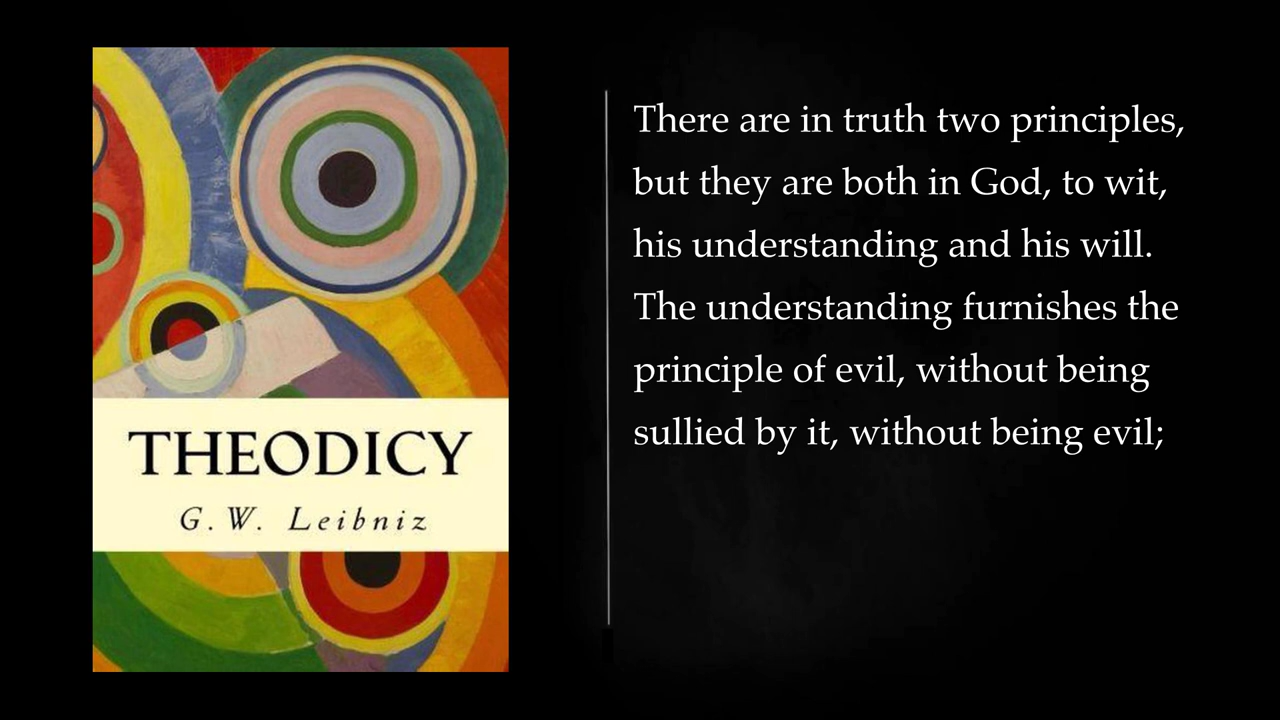 THEODICY
G. W. Leibniz
There are in truth two principles,
but they are both in God, to wit,
his understanding and his will.
The understanding furnishes the
principle of evil, without being
sullied by it, without being evil;